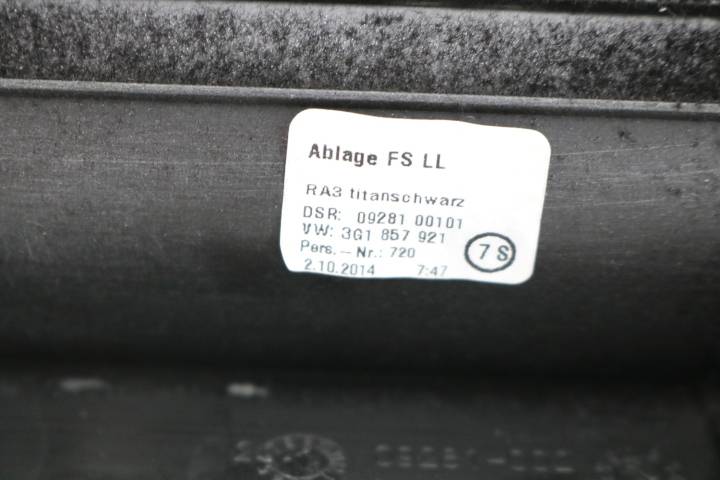 Ablage FS LL
RA3 titanschwarz
DSR: 09281 00101
VW: 3G1 857 921
Pers. - Nr.: 720
7 S
2.10.2014 7:47